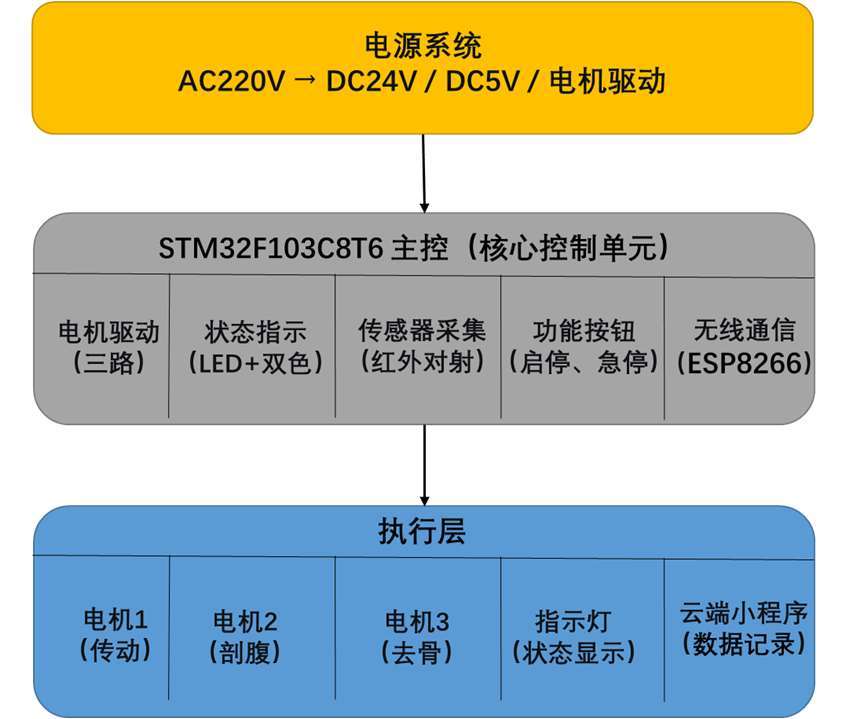 电源系统
AC220V → DC24V / DC5V / 电机驱动
STM32F103C8T6 主控（核心控制单元）
电机驱动
（三路）
状态指示
（LED+双色）
传感器采集
（红外对射）
功能按钮
（启停、急停）
无线通信
（ESP8266）
执行层
电机1
（传动）
电机2
（剖腹）
电机3
（去骨）
指示灯
（状态显示）
云端小程序
（数据记录）